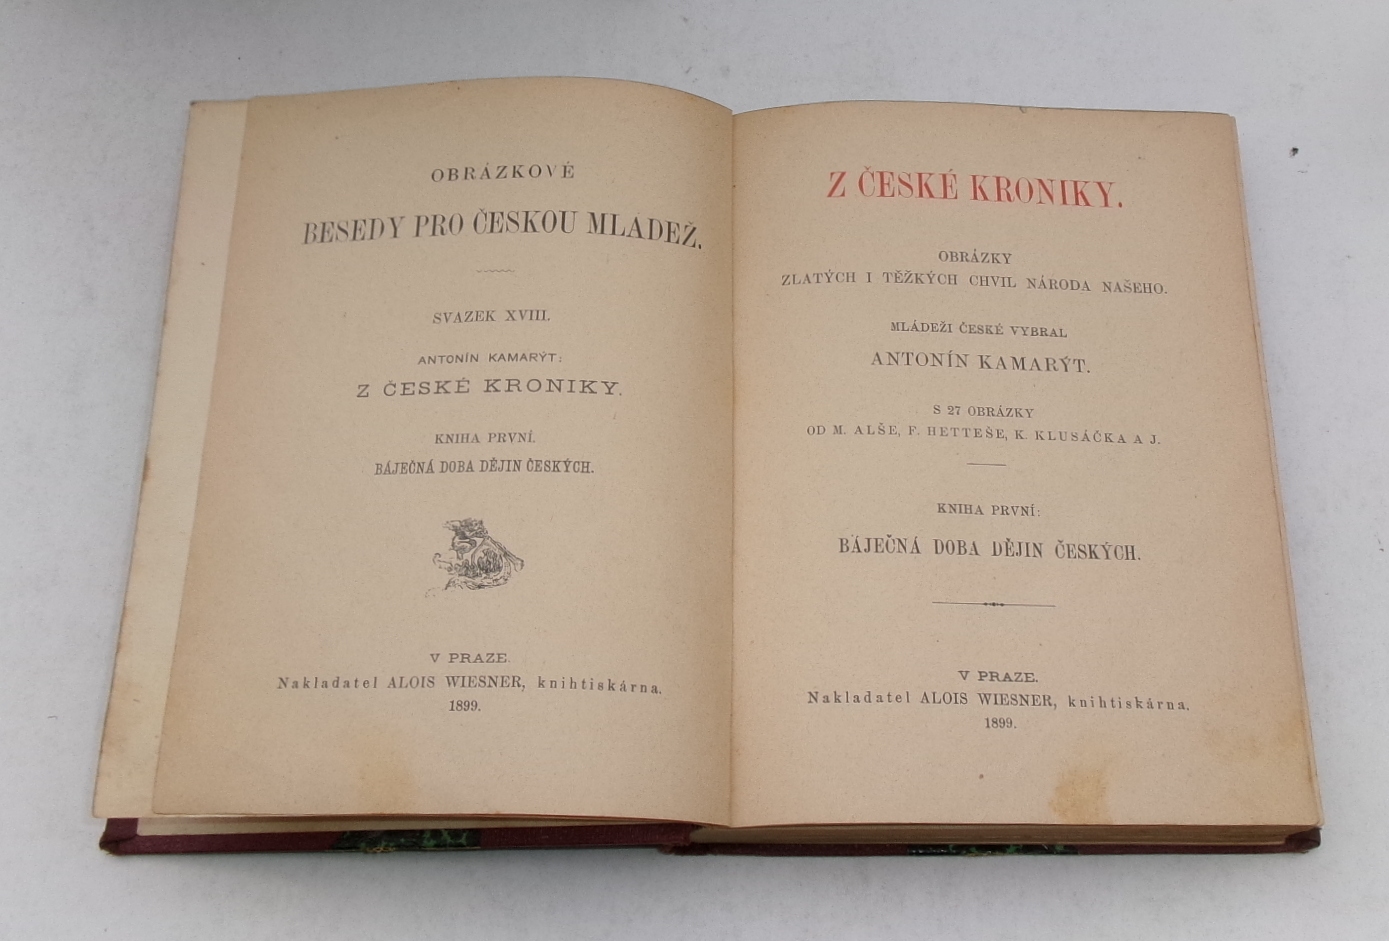 OBRÁZKOVÉ
BESEDY PRO ČESKOU MLÁDEŽ.
SVAZEK XVIII.
ANTONÍN KAMARÝT:
Z ČESKÉ KRONIKY.
KNIHA PRVNÍ.
BÁJEČNÁ DOBA DĚJIN ČESKÝCH.
V PRAZE.
Nakladatel ALOIS WIESNER, knihtiskárna.
1899.
Z ČESKÉ KRONIKY.
OBRÁZKY
ZLATÝCH I TĚŽKÝCH CHVIL NÁRODA NAŠEHO.
MLÁDEŽI ČESKÉ VYBRAL
ANTONÍN KAMARÝT.
S 27 OBRÁZKY
OD M. ALŠE, F. HETTEŠE, K. KLUSÁČKA A J.
KNIHA PRVNÍ:
BÁJEČNÁ DOBA DĚJIN ČESKÝCH.
V PRAZE.
Nakladatel ALOIS WIESNER, knihtiskárna.
1899.